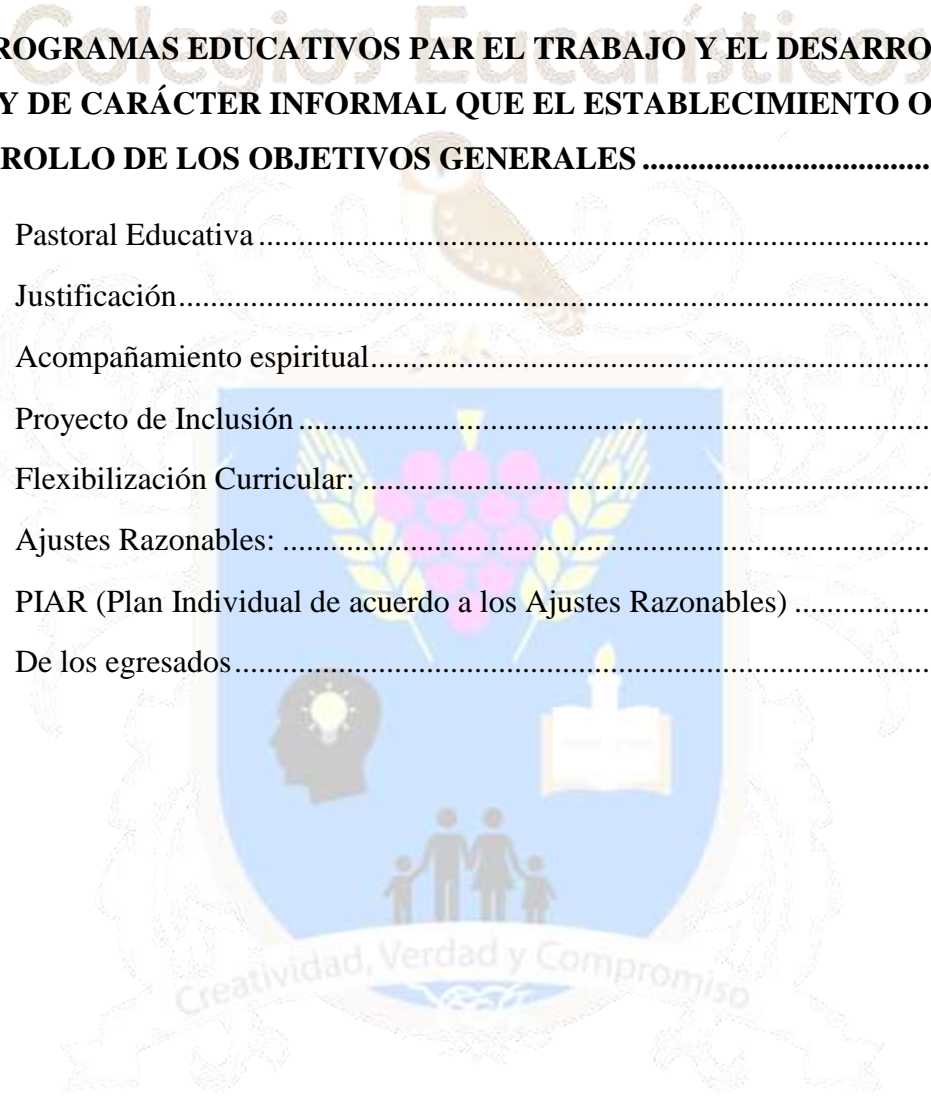 Colegios Eucarísticos
ROGRAMAS EDUCATIVOS PAR EL TRABAJO Y EL DESARRO
Y DE CARÁCTER INFORMAL QUE EL ESTABLECIMIENTO O
ROLLO DE LOS OBJETIVOS GENERALES ....................................
Pastoral Educativa ....................................................................................
Justificación..............................................................................................
Acompañamiento espiritual......................................................................
Proyecto de Inclusión ...............................................................................
Flexibilización Curricular: .......................................................................
Ajustes Razonables: .................................................................................
PIAR (Plan Individual de acuerdo a los Ajustes Razonables) .................
De los egresados.......................................................................................
Creatividad, Verdad y Compromiso